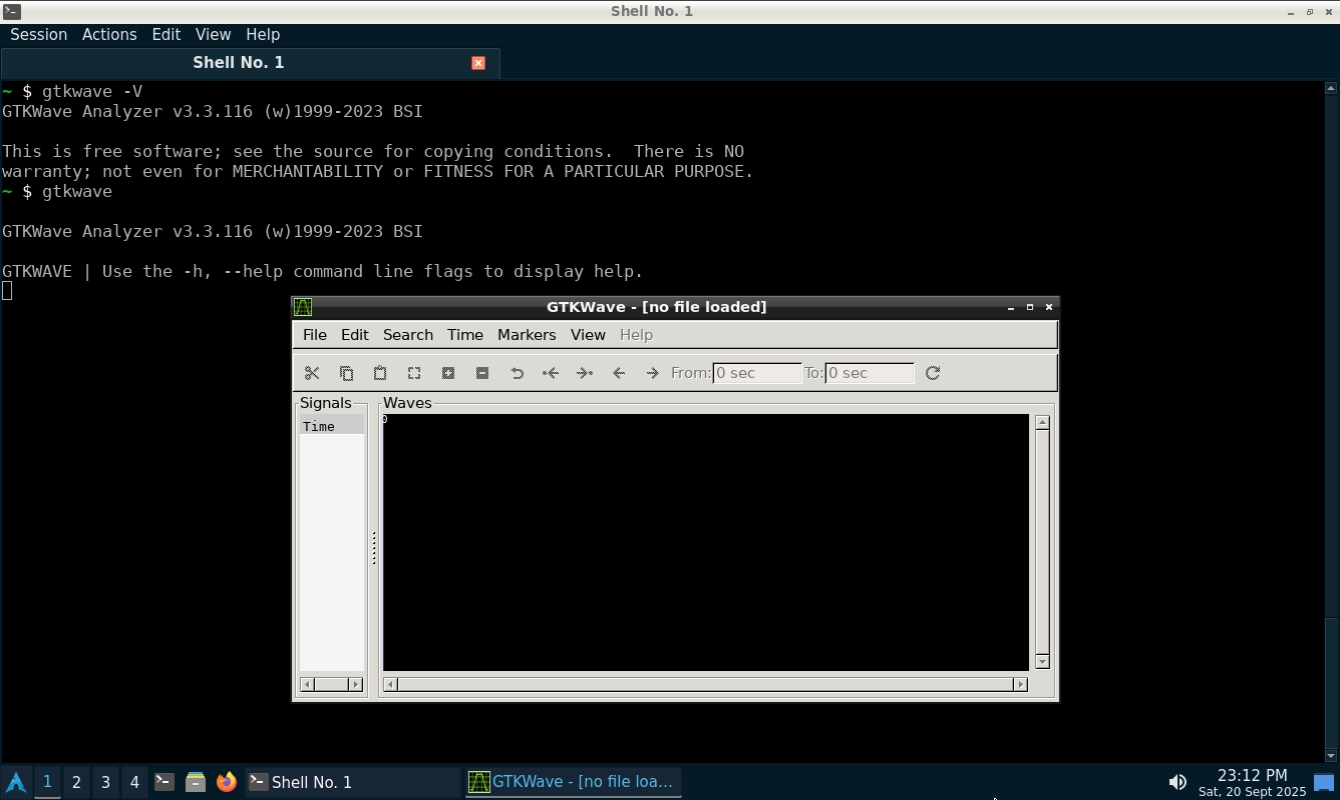 Shell No. 1
Session Actions Edit View Help
Shell No. 1
~ $ gtkwave -V
GTKWave Analyzer v3.3.116 (w)1999-2023 BSI
This is free software; see the source for copying conditions.  There is NO
warranty; not even for MERCHANTABILITY or FITNESS FOR A PARTICULAR PURPOSE.
~ $ gtkwave
GTKWave Analyzer v3.3.116 (w)1999-2023 BSI
GTKWAVE | Use the -h, --help command line flags to display help.
GTKWave - [no file loaded]
File Edit Search Time Markers View Help
From: 0 sec To: 0 sec
Signals Waves
Time
0
1 2 3 4 Shell No. 1 GTKWave - [no file loa... 23:12 PM
Sat, 20 Sept 2025